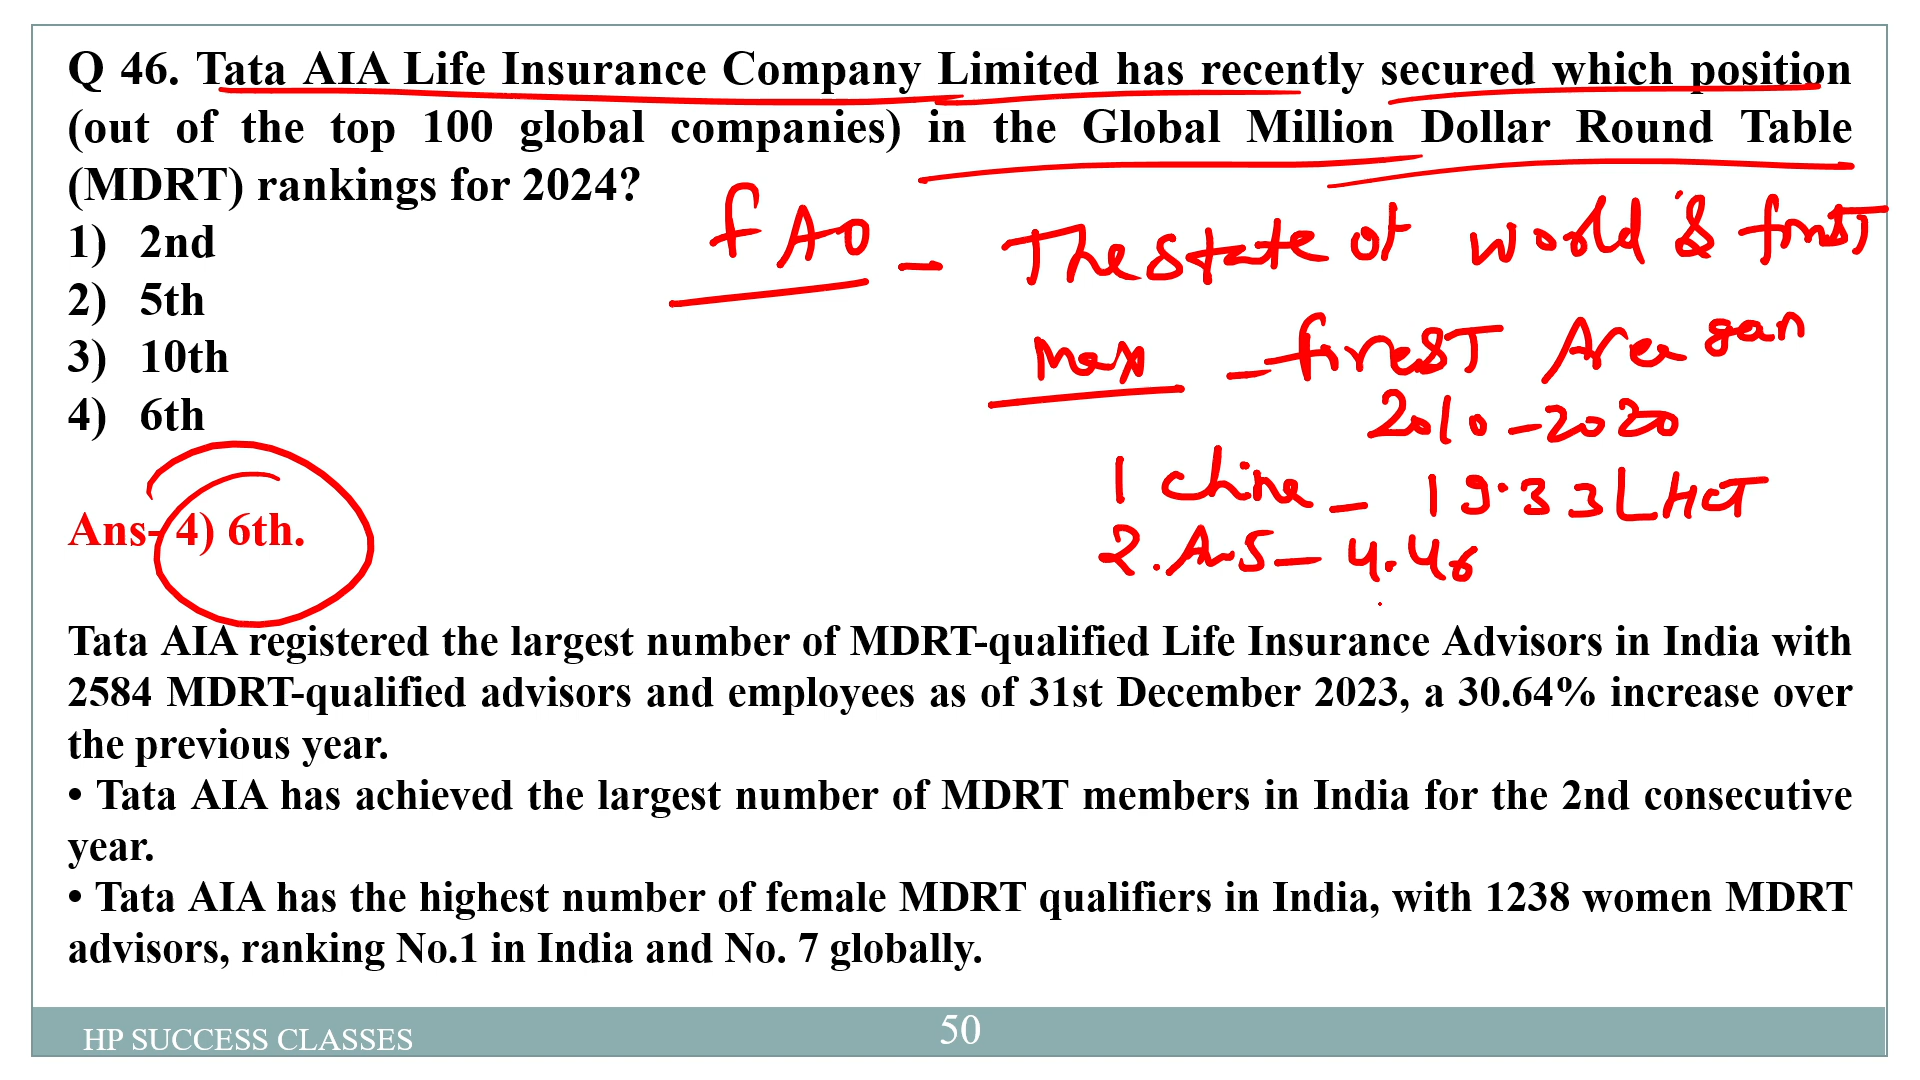 Q 46. Tata AIA Life Insurance Company Limited has recently secured which position
(out of the top 100 global companies) in the Global Million Dollar Round Table
(MDRT) rankings for 2024?
1) 2nd
2) 5th
3) 10th
4) 6th
FAO - The State of World's forest
Max - forest Area gain
2010-2020
1 China - 19.37 L HCT
2. Aus - 4.46
Ans- 4) 6th.
Tata AIA registered the largest number of MDRT-qualified Life Insurance Advisors in India with
2584 MDRT-qualified advisors and employees as of 31st December 2023, a 30.64% increase over
the previous year.
• Tata AIA has achieved the largest number of MDRT members in India for the 2nd consecutive
year.
• Tata AIA has the highest number of female MDRT qualifiers in India, with 1238 women MDRT
advisors, ranking No.1 in India and No. 7 globally.
HP SUCCESS CLASSES
50